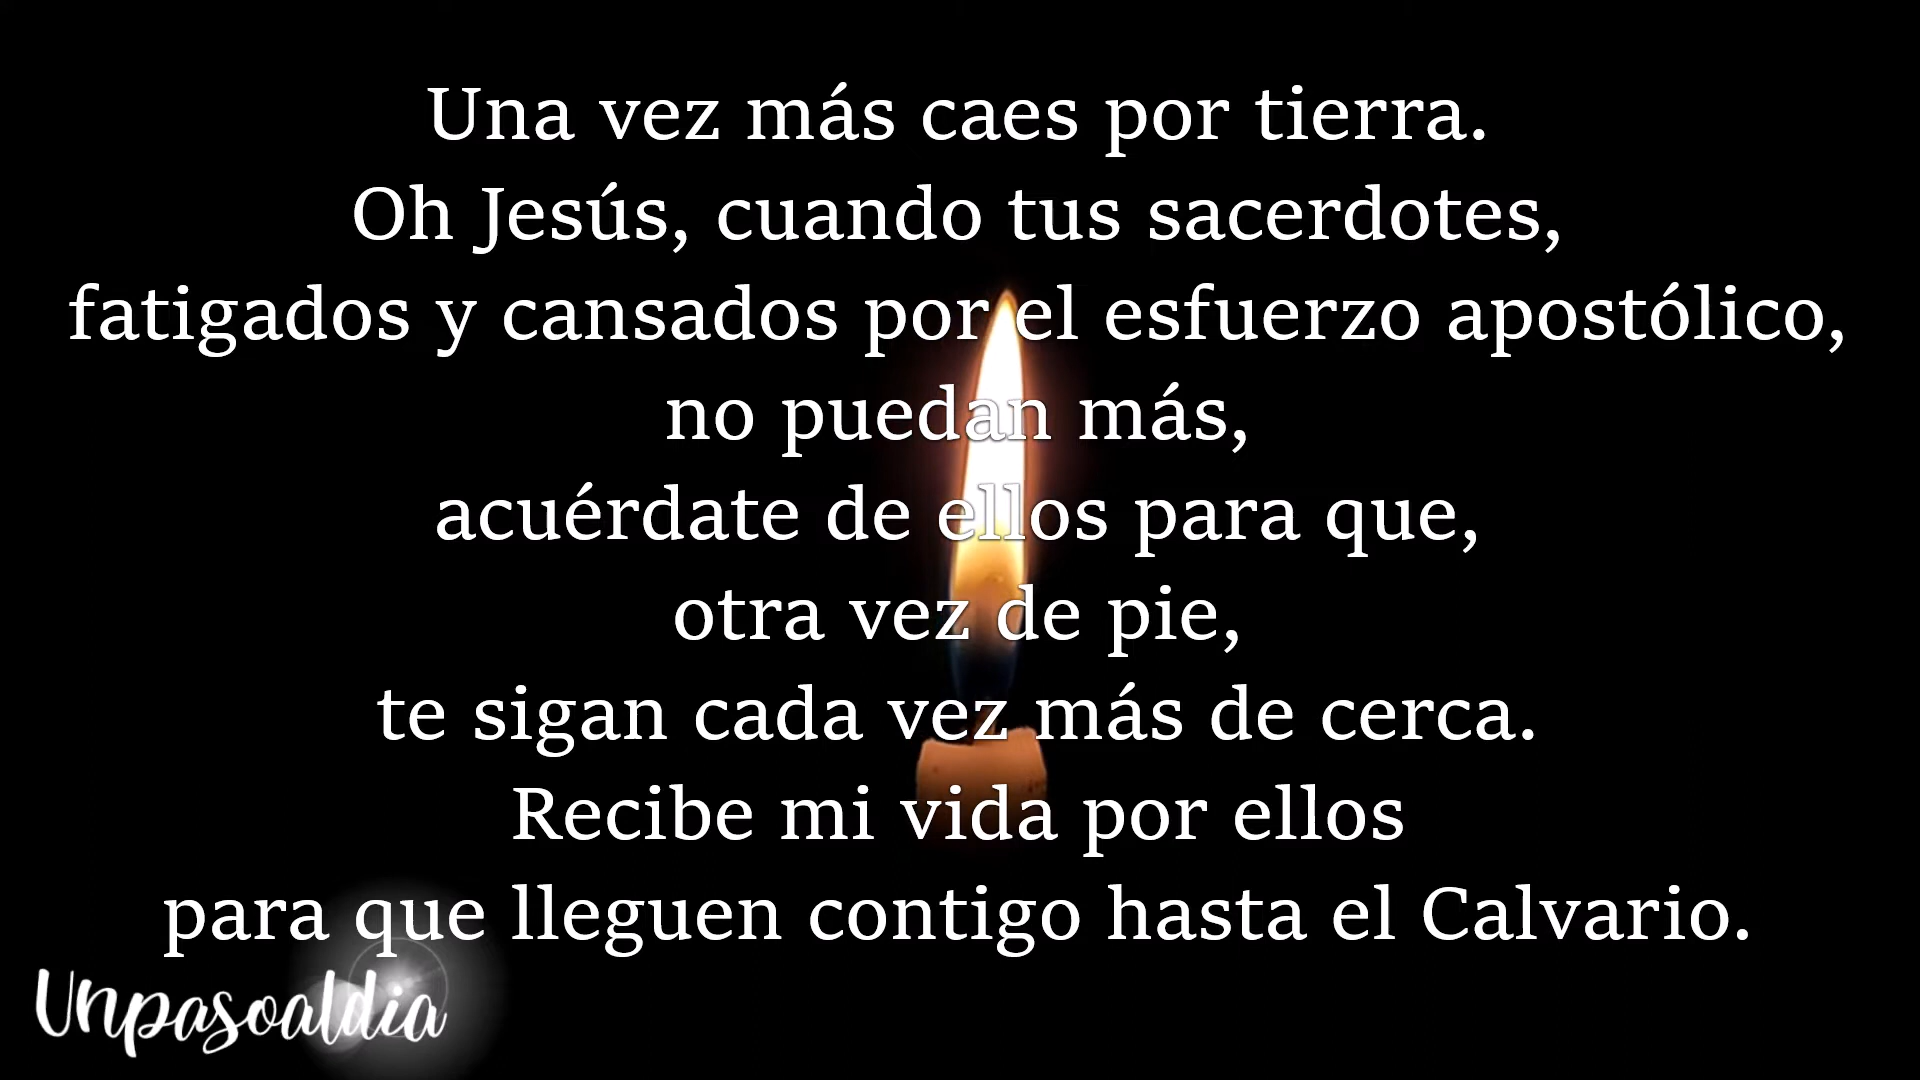 Una vez más caes por tierra.
Oh Jesús, cuando tus sacerdotes,
fatigados y cansados por el esfuerzo apostólico,
no puedan más,
acuérdate de ellos para que,
otra vez de pie,
te sigan cada vez más de cerca.
Recibe mi vida por ellos
para que lleguen contigo hasta el Calvario.
Unpasoaldia